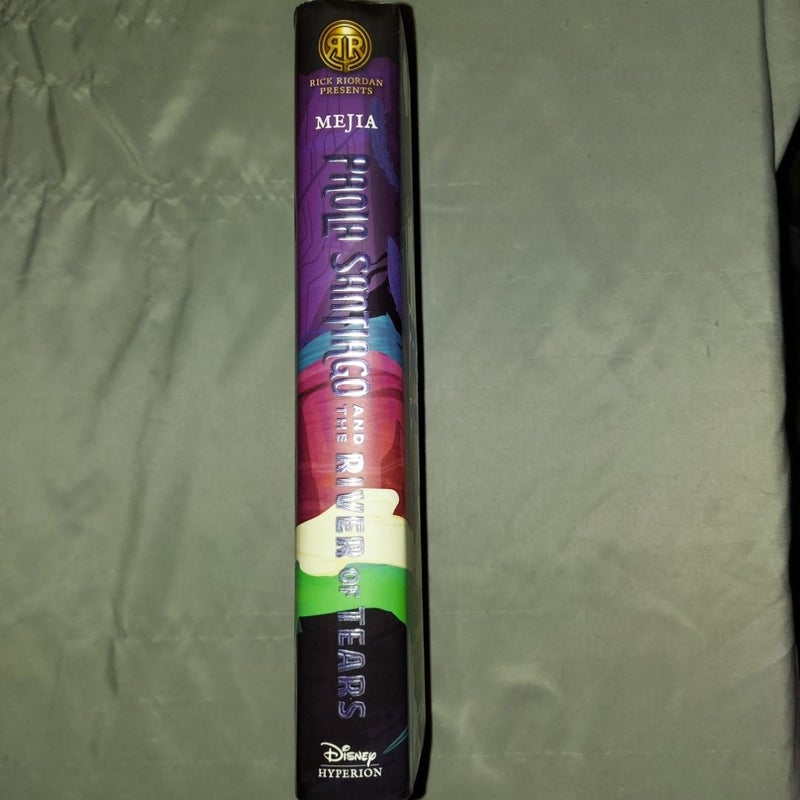 RR
RICK RIORDAN
PRESENTS
MEJIA
PAOLA SANTIAGO
AND
THE
RIVER OF TEARS
DISNEY
HYPERION